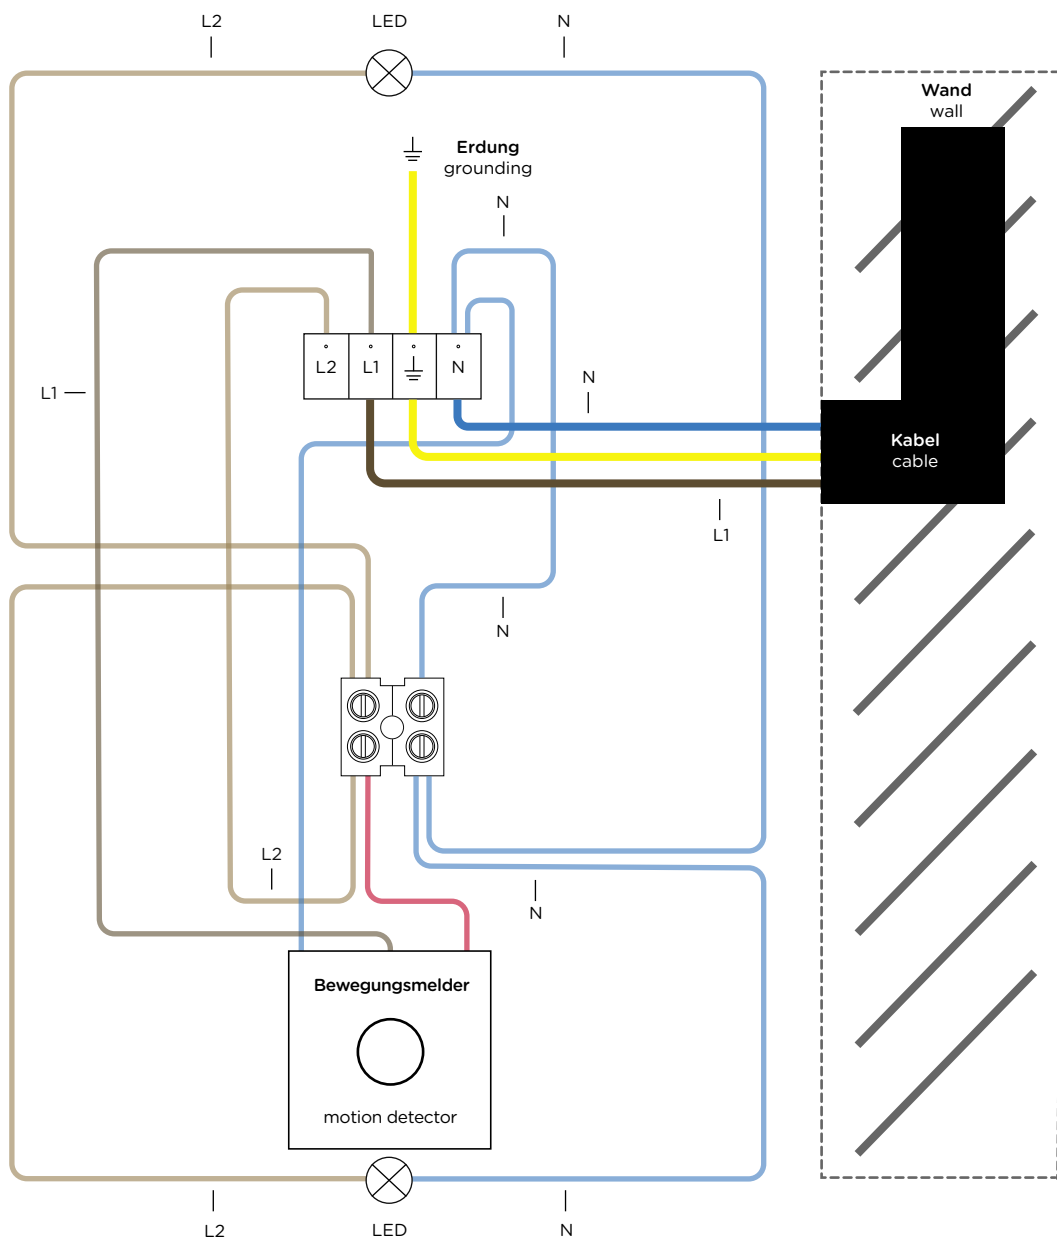 L2
LED
N
Wand
wall
Erdung
grounding
N
L2
L1
N
L1
N
Kabel
cable
L1
N
L2
N
Bewegungsmelder
motion detector
L2
LED
N